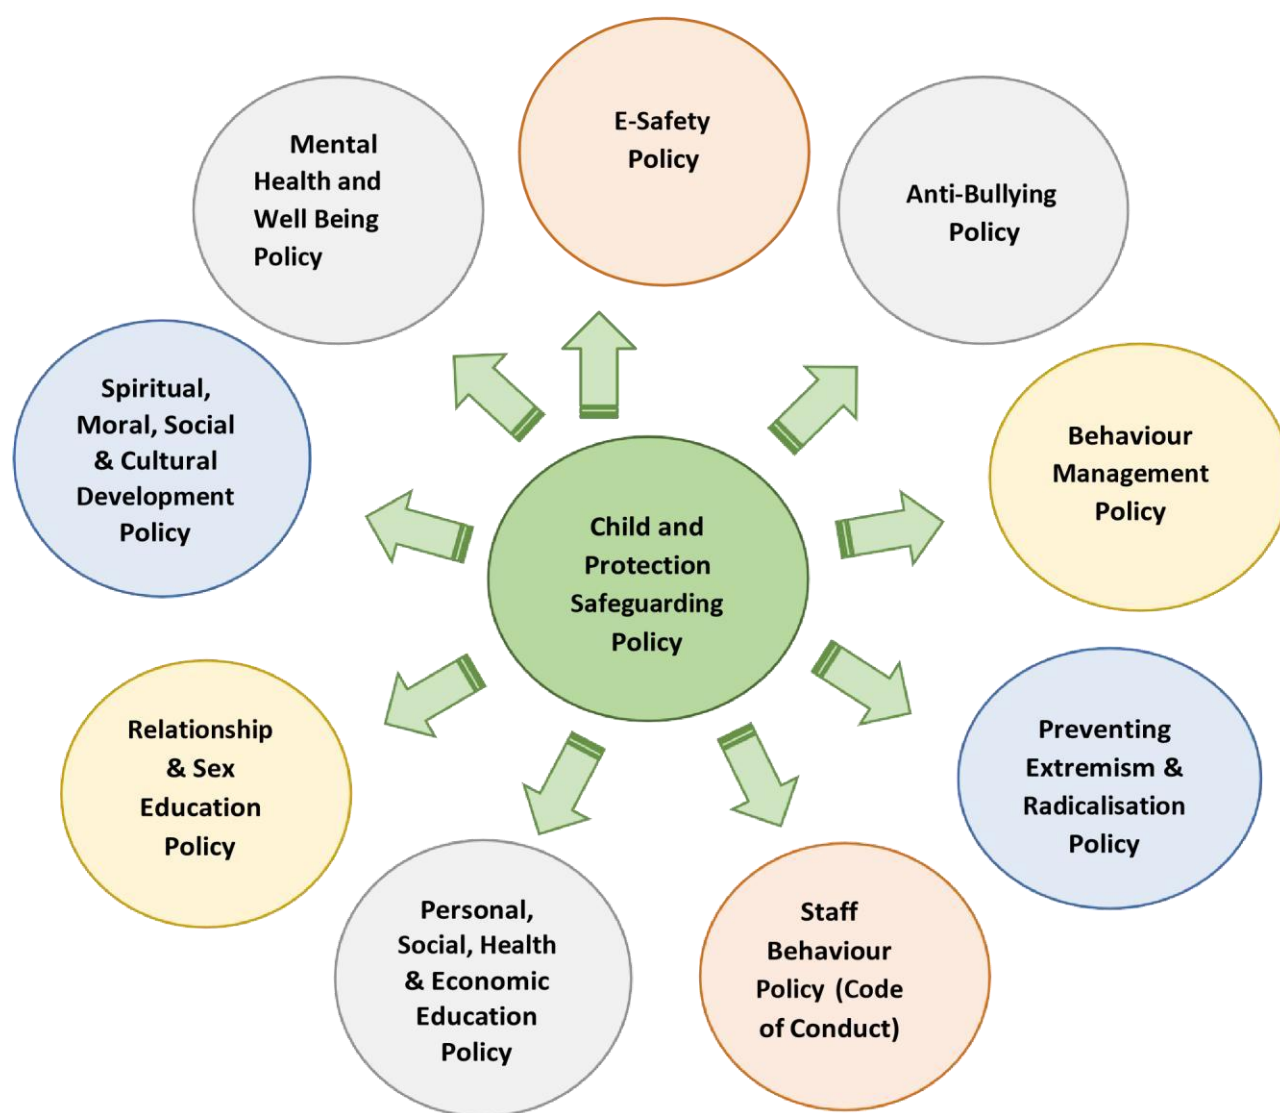 E-Safety
Policy
Mental
Health and
Well Being
Policy
Anti-Bullying
Policy
Spiritual,
Moral, Social
& Cultural
Development
Policy
Behaviour
Management
Policy
Child and
Protection
Safeguarding
Policy
Relationship
& Sex
Education
Policy
Preventing
Extremism &
Radicalisation
Policy
Personal,
Social, Health
& Economic
Education
Policy
Staff
Behaviour
Policy (Code
of Conduct)